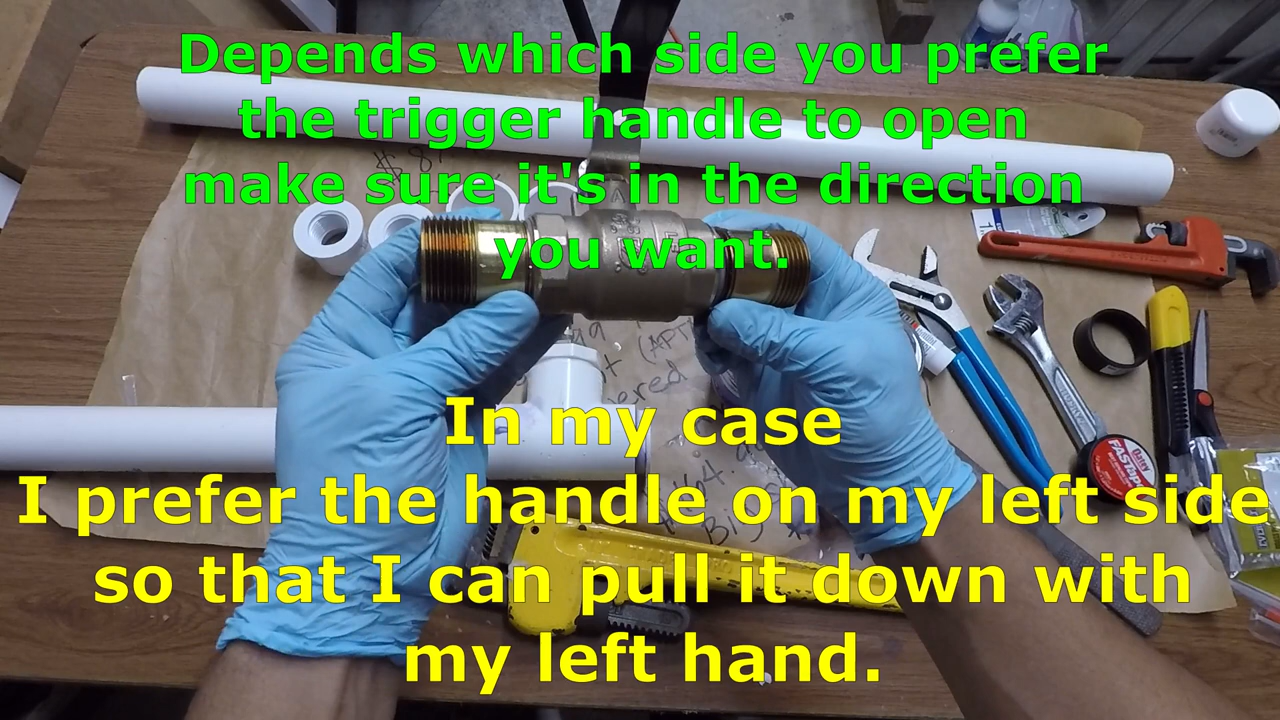 Depends which side you prefer
the trigger handle to open
make sure it's in the direction
you want.
In my case
I prefer the handle on my left side
so that I can pull it down with
my left hand.